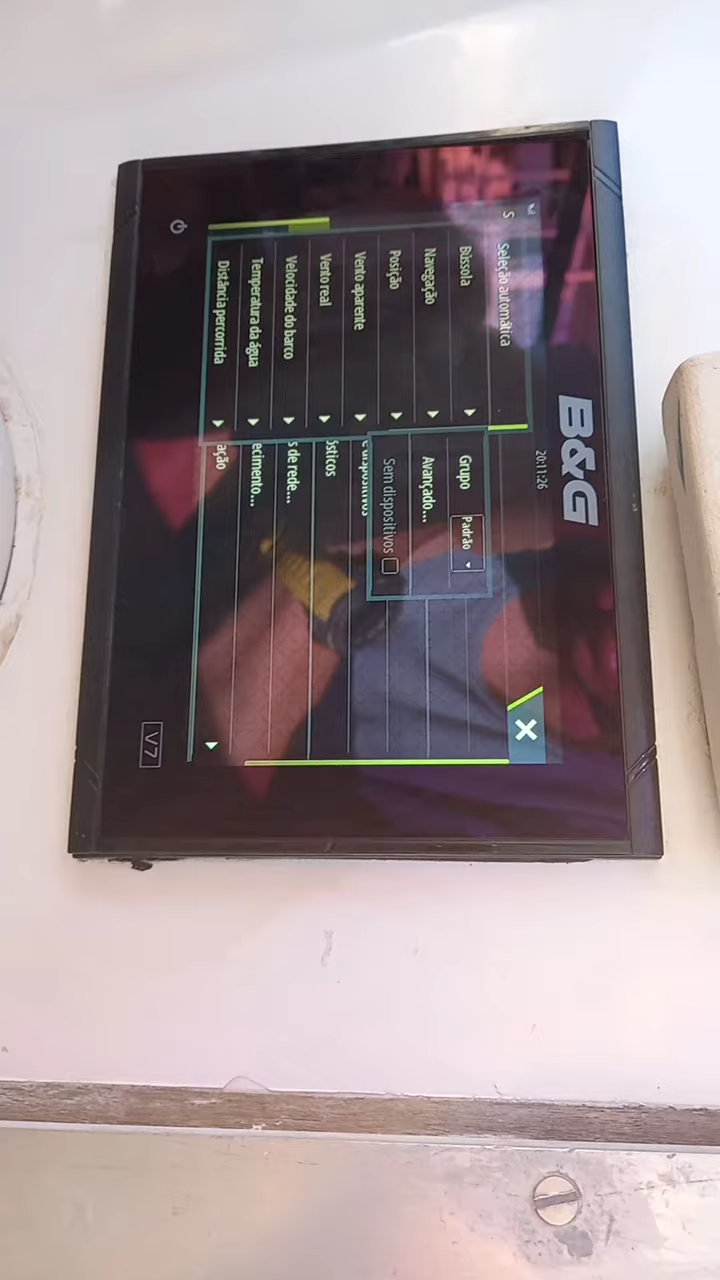 B&G
20:11:26
S
Seleção automática
Bússola
Navegação
Posição
Vento aparente
Vento real
Velocidade do barco
Temperatura da água
Distância percorrida
Grupo Padrão
Avançado...
Sem dispositivos
e dispositivos
ósticos
s de rede...
ecimento...
ação
V7